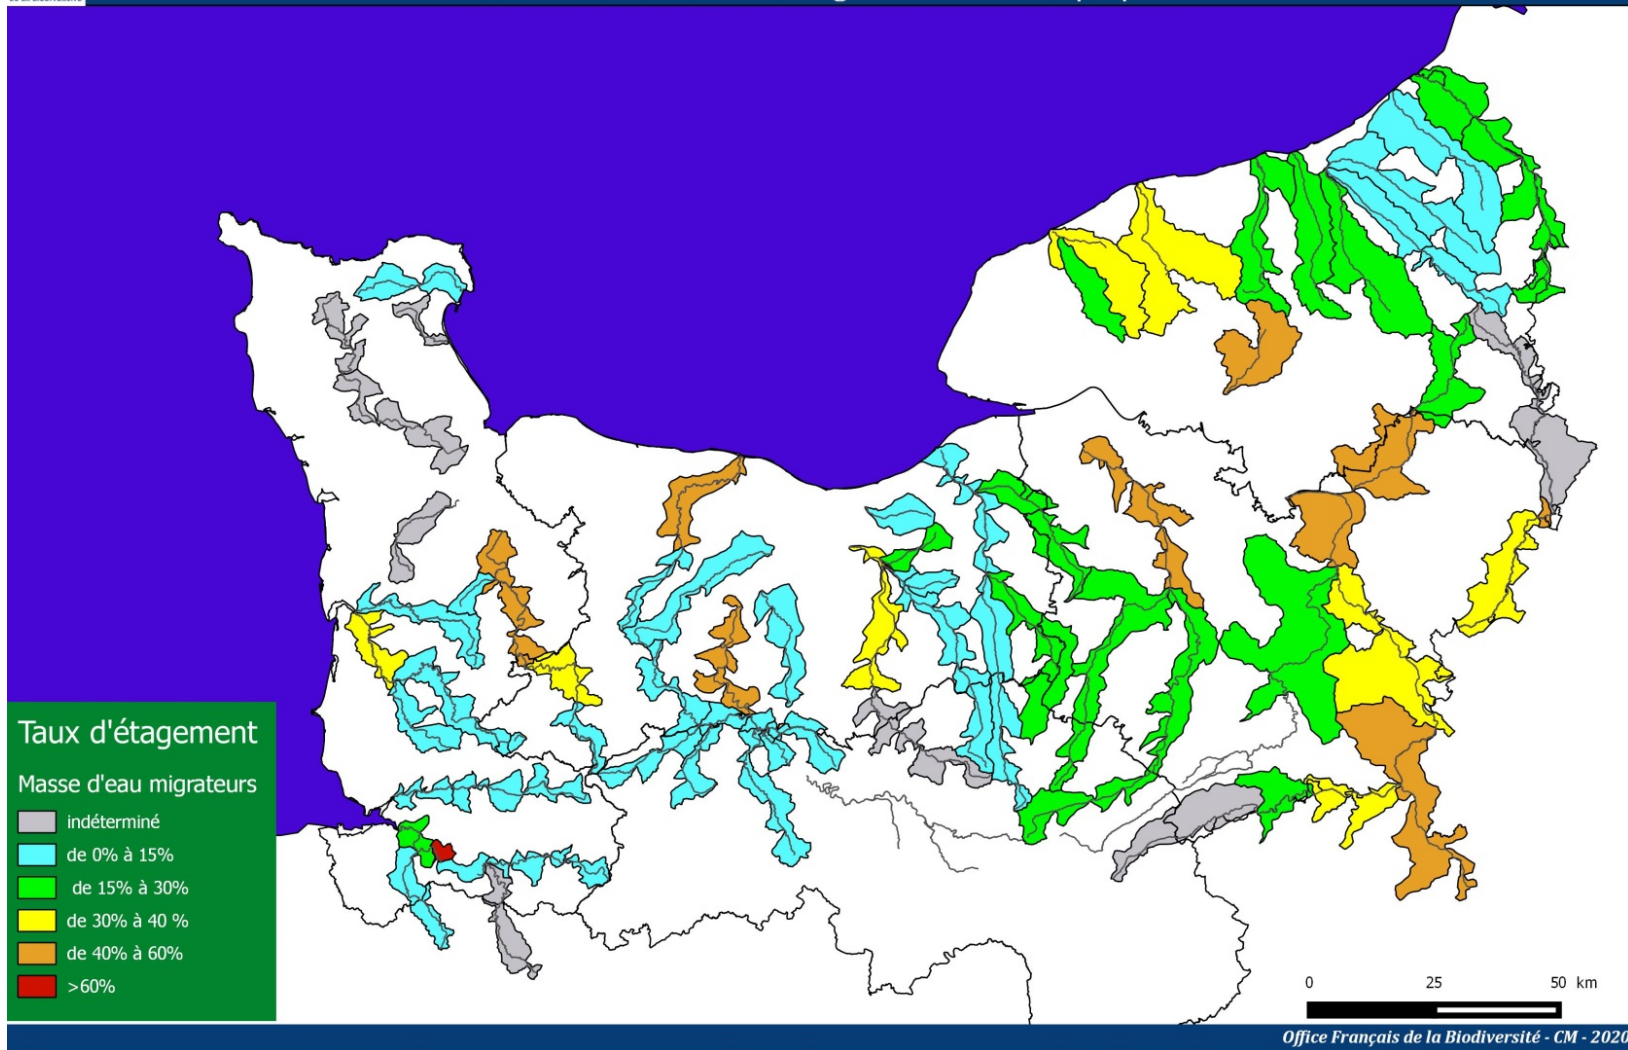 Taux d'étagement
Masse d'eau migrateurs
indéterminé
de 0% à 15%
de 15% à 30%
de 30% à 40 %
de 40% à 60%
>60%
0 25 50 km
Office Français de la Biodiversité - CM - 2020